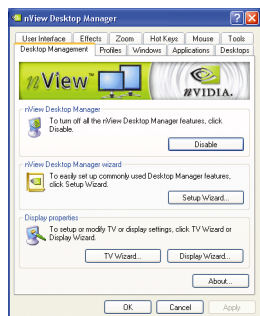 nView Desktop Manager
User Interface Effects Zoom Hot Keys Mouse Tools
Desktop Management Profiles Windows Applications Desktops
nView™
nVIDIA.
nView Desktop Manager
To turn off all the nView Desktop Manager features, click
Disable.
Disable
nView Desktop Manager wizard
To easily set up commonly used Desktop Manager features,
click Setup Wizard.
Setup Wizard...
Display properties
To setup or modify TV or display settings, click TV Wizard or
Display Wizard.
TV Wizard... Display Wizard...
About...
OK Cancel Apply